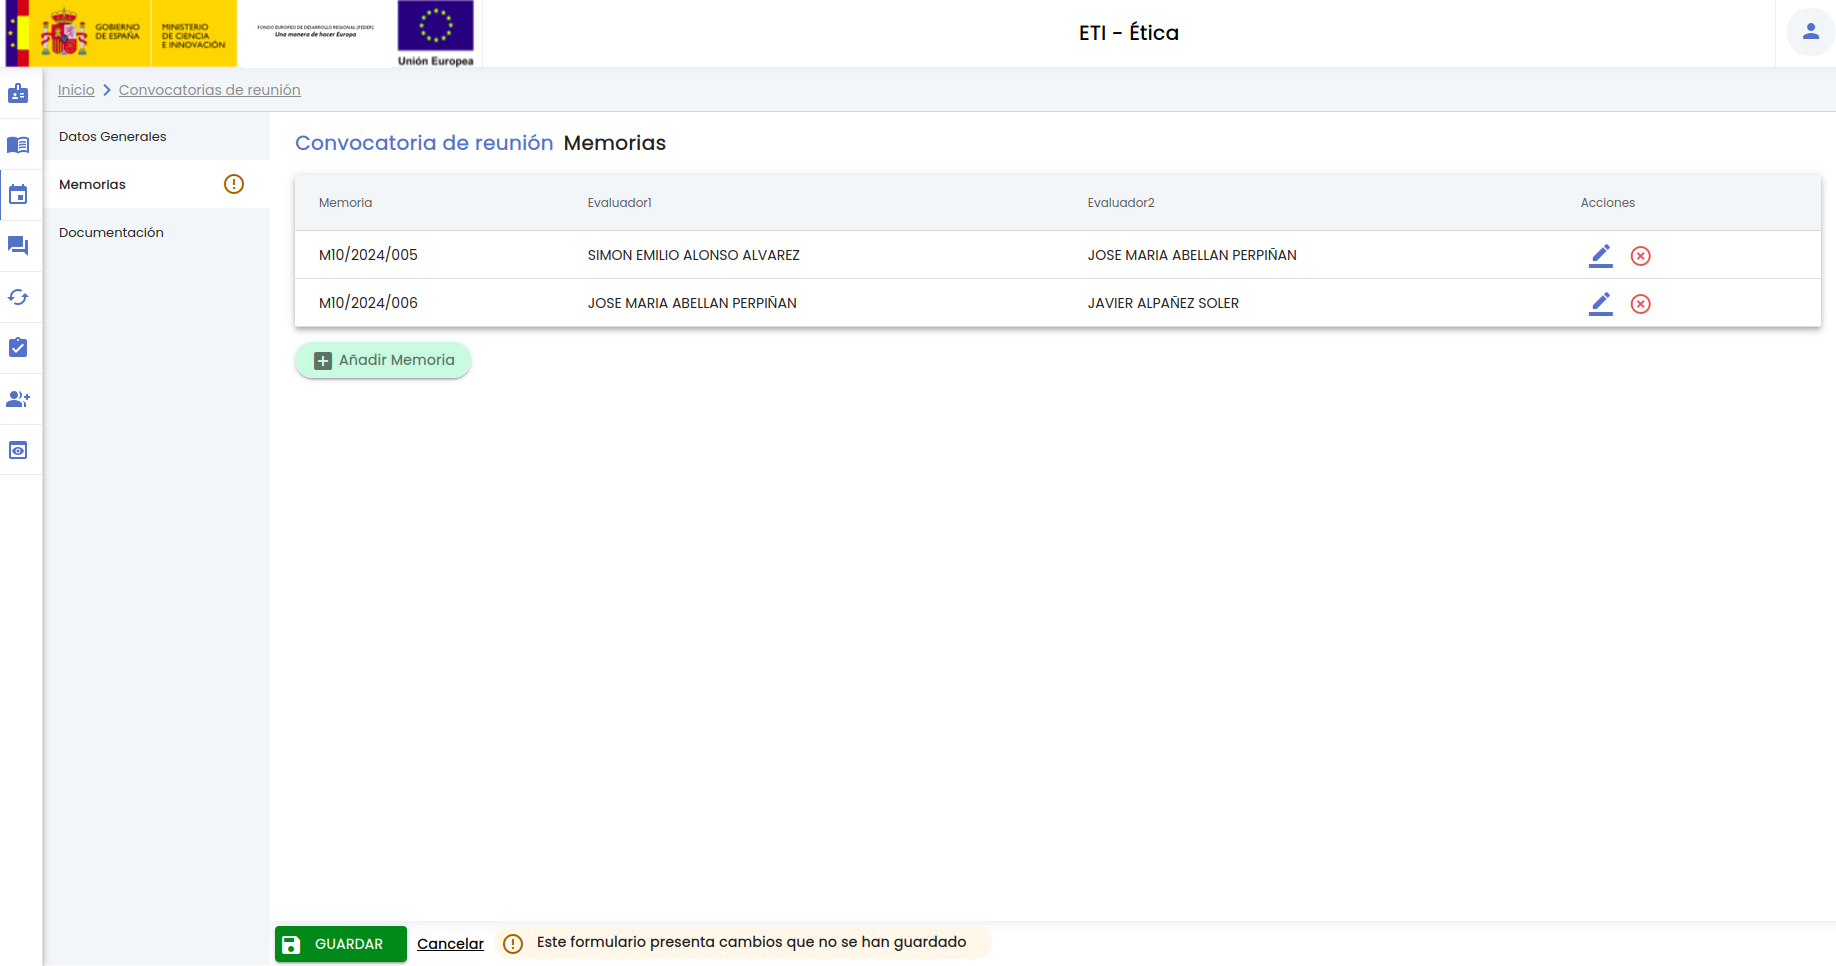 GOBIERNO
DE ESPAÑA
MINISTERIO
DE CIENCIA
E INNOVACIÓN
FONDO EUROPEO DE DESARROLLO REGIONAL (FEDER)
Una manera de hacer Europa
Unión Europea
ETI - Ética
Inicio > Convocatorias de reunión
Datos Generales
Memorias
Documentación
Convocatoria de reunión Memorias
Memoria Evaluador1 Evaluador2 Acciones
M10/2024/005 SIMON EMILIO ALONSO ALVAREZ JOSE MARIA ABELLAN PERPIÑAN
M10/2024/006 JOSE MARIA ABELLAN PERPIÑAN JAVIER ALPAÑEZ SOLER
Añadir Memoria
GUARDAR Cancelar Este formulario presenta cambios que no se han guardado